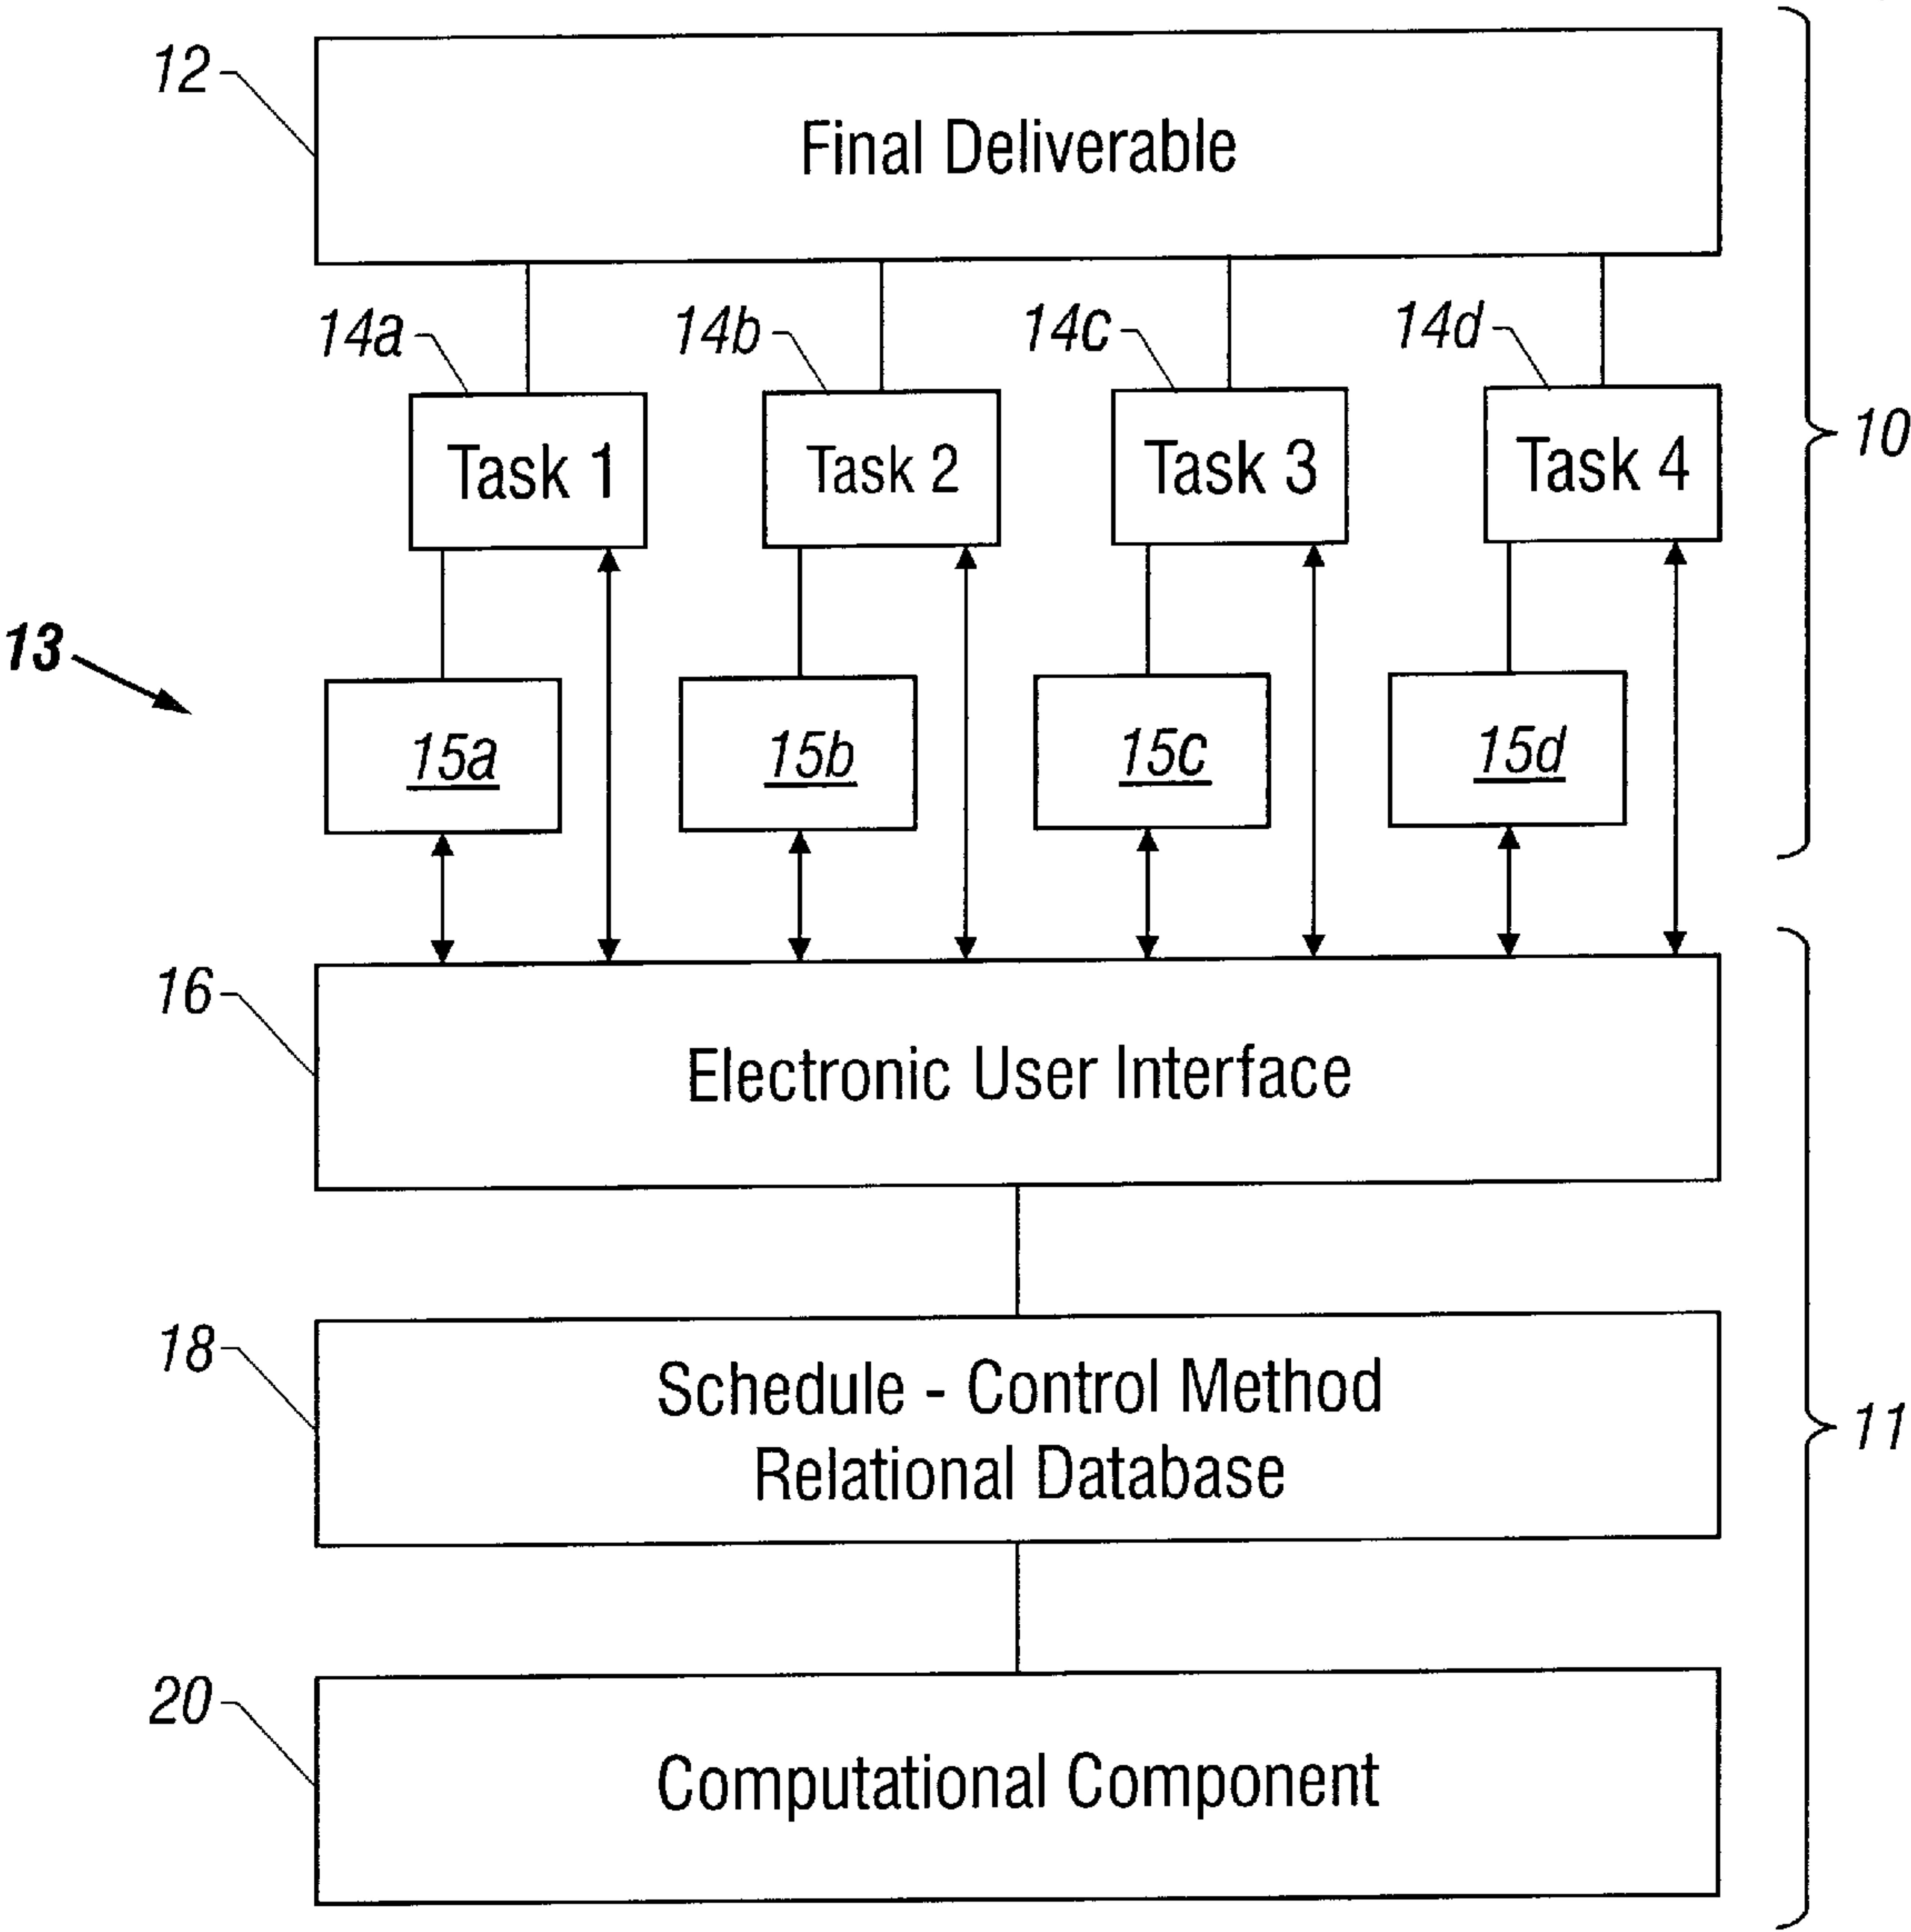 12
Final Deliverable
14a
14b
14c
14d
10
Task 1
Task 2
Task 3
Task 4
13
15a
15b
15c
15d
16
Electronic User Interface
18
Schedule - Control Method
Relational Database
11
20
Computational Component